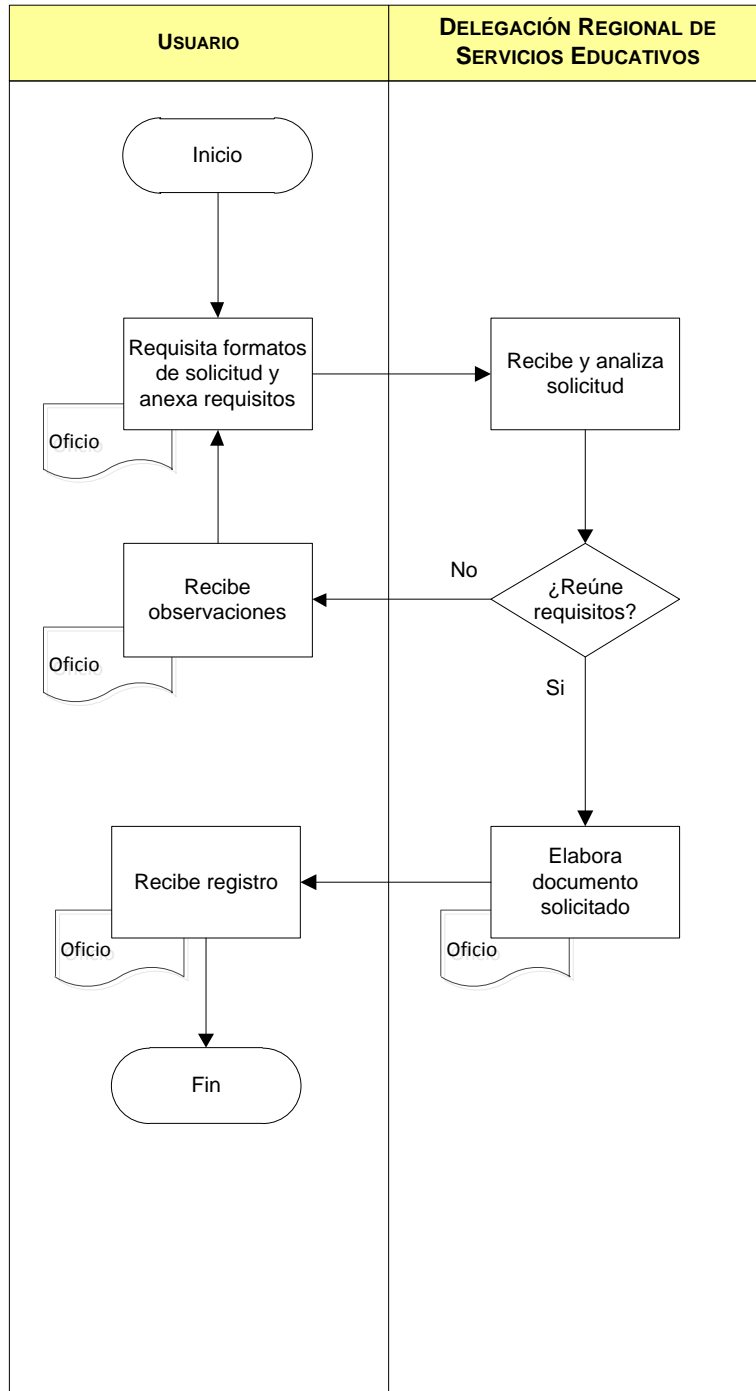 USUARIO
DELEGACIÓN REGIONAL DE
SERVICIOS EDUCATIVOS
Inicio
Requisita formatos
de solicitud y
anexa requisitos
Oficio
Recibe y analiza
solicitud
¿Reúne
requisitos?
No
Si
Recibe
observaciones
Oficio
Elabora
documento
solicitado
Oficio
Recibe registro
Oficio
Fin